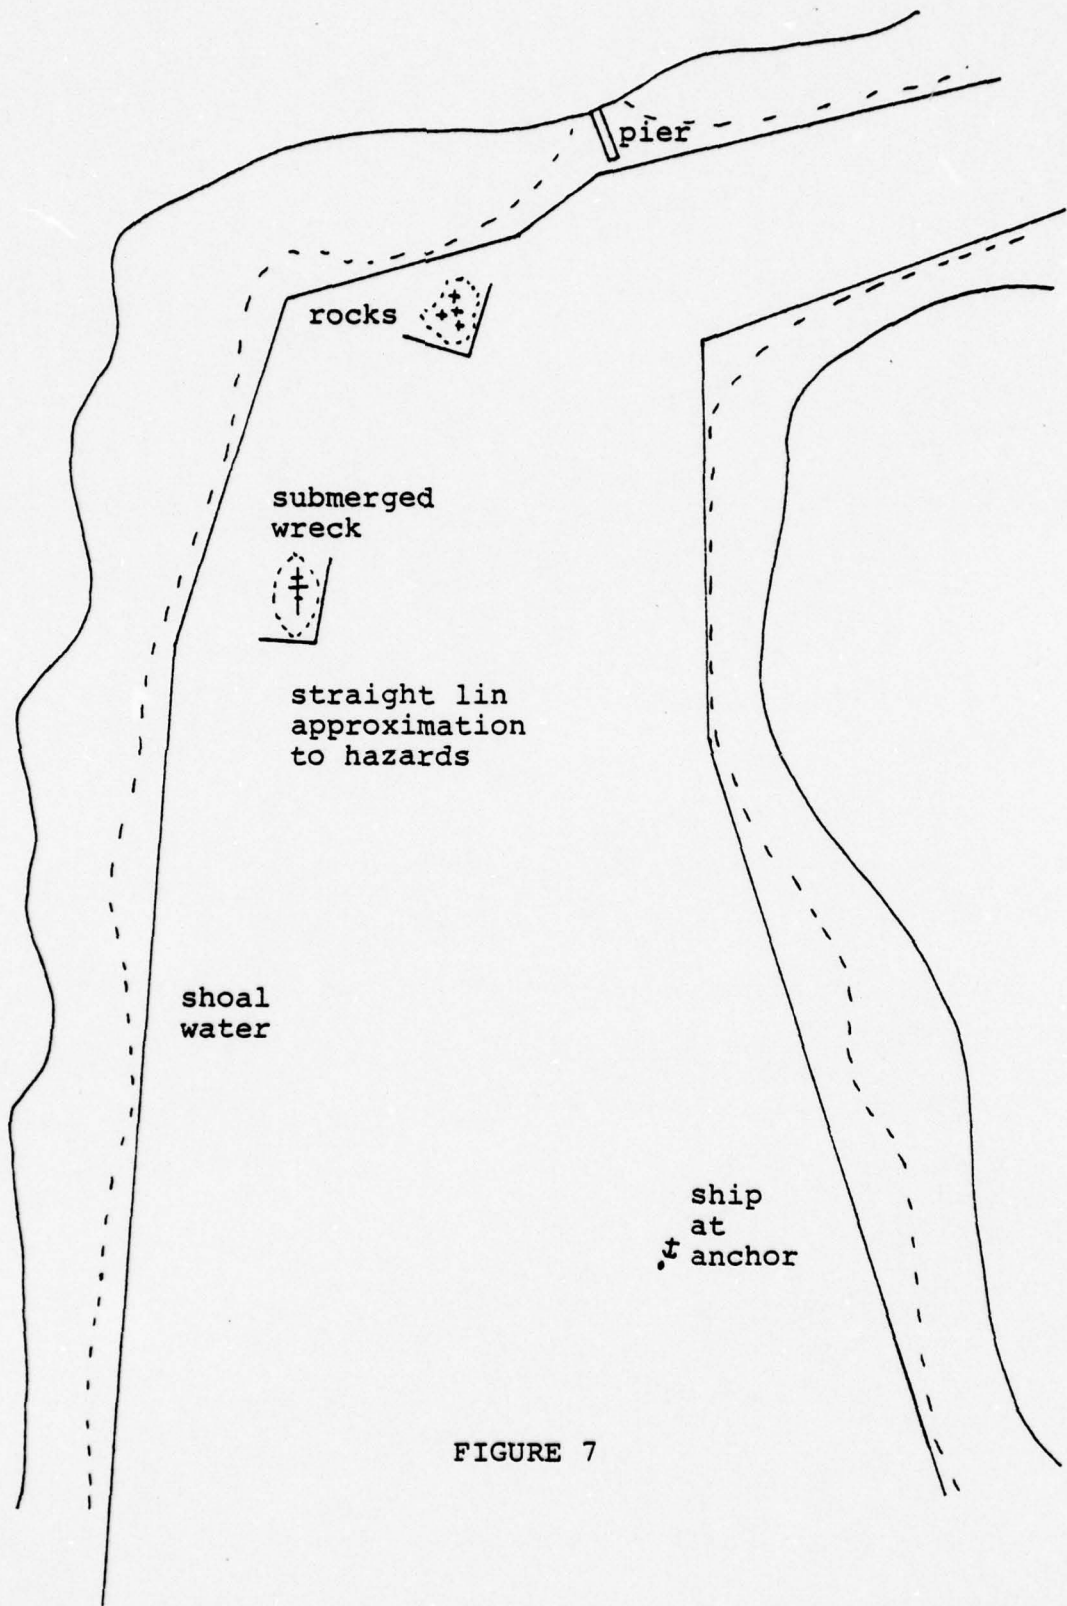 pier
rocks
submerged
wreck
straight lin
approximation
to hazards
shoal
water
ship
at
anchor
FIGURE 7